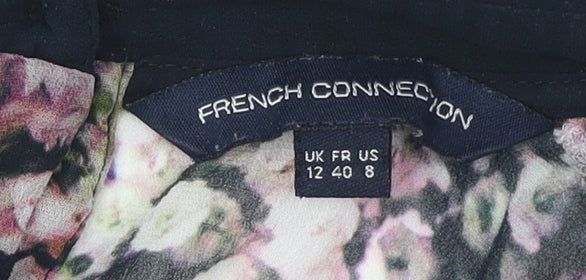 FRENCH CONNECTION
UK FR US
12 40 8